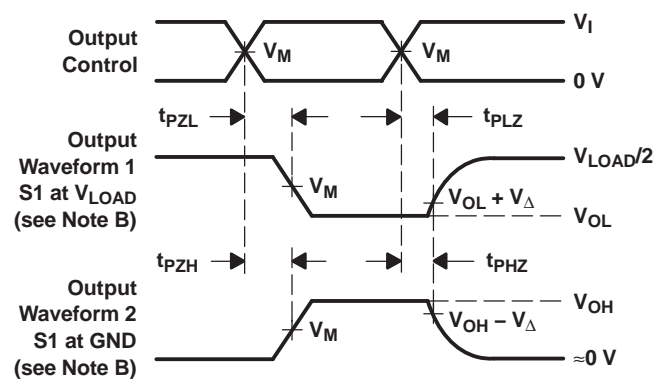 Output
Control
V_M
V_M
V_I
0 V
t_PZL
t_PLZ
Output
Waveform 1
S1 at V_LOAD
(see Note B)
V_M
V_LOAD/2
V_OL + V_Δ
V_OL
t_PZH
t_PHZ
Output
Waveform 2
S1 at GND
(see Note B)
V_M
V_OH
V_OH − V_Δ
≈0 V